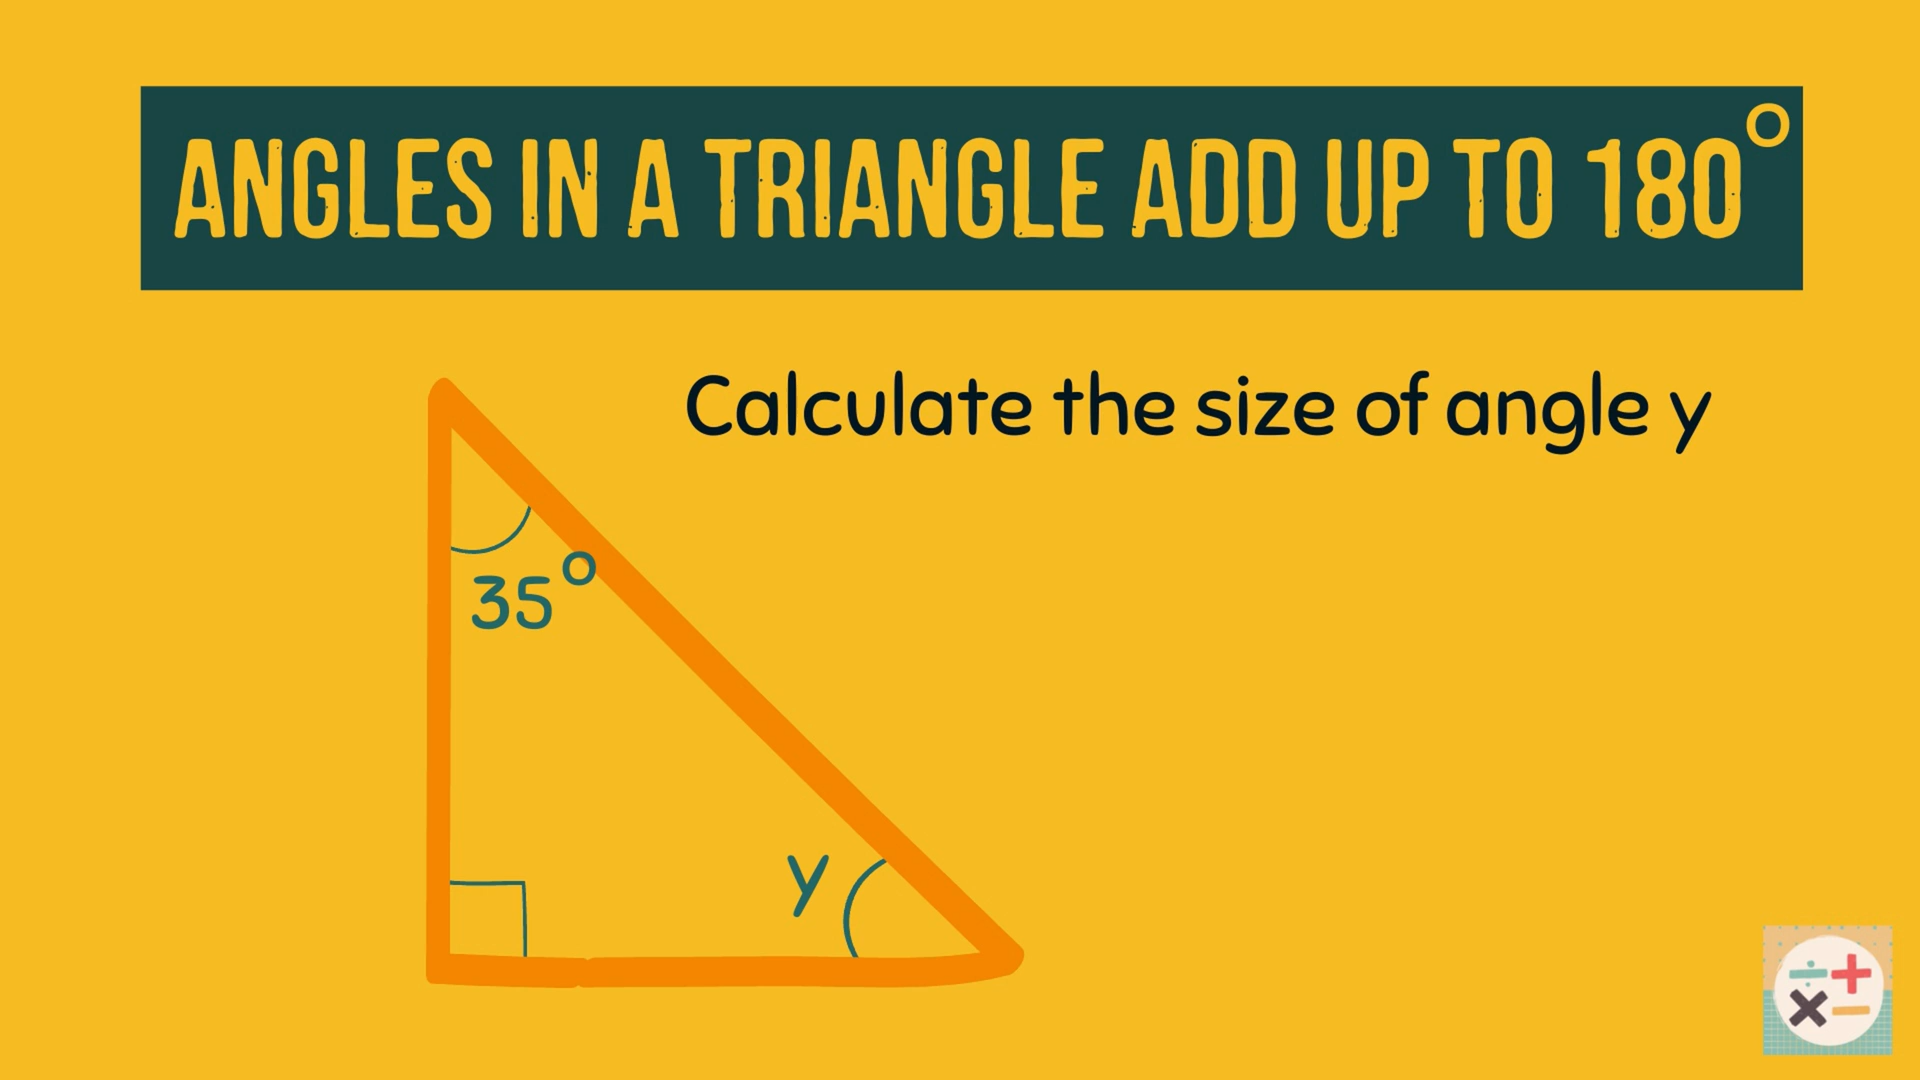 ANGLES IN A TRIANGLE ADD UP TO 180°
Calculate the size of angle y
35°
y